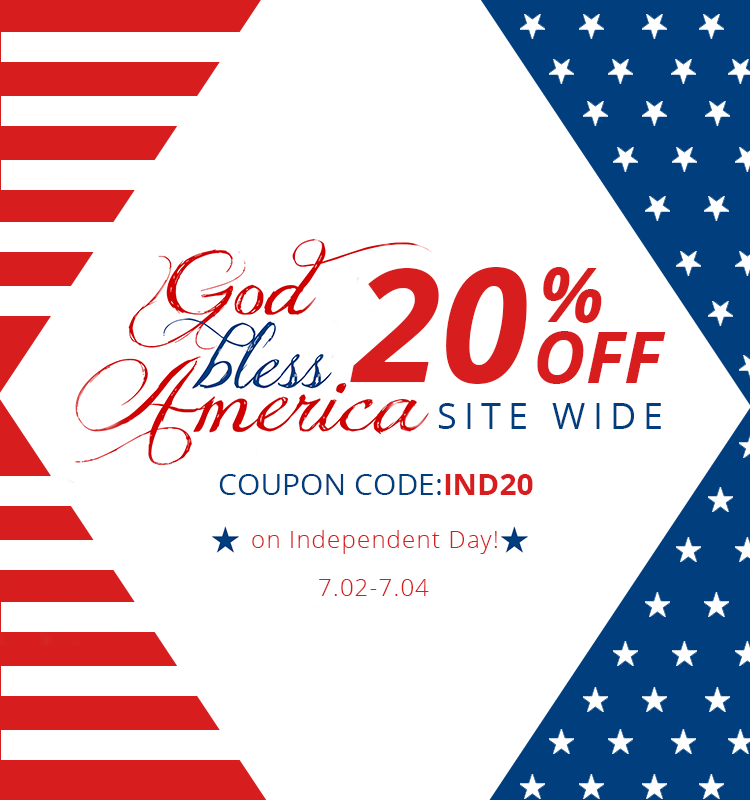 God
bless
America
20% OFF
SITE WIDE
COUPON CODE:IND20
on Independent Day!
7.02-7.04